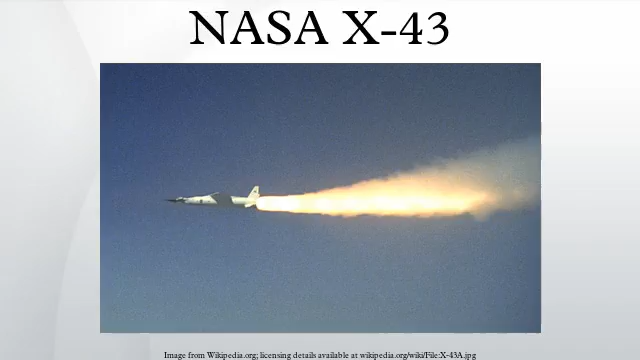 NASA X-43
Image from Wikipedia.org; licensing details available at wikipedia.org/wiki/File:X-43A.jpg